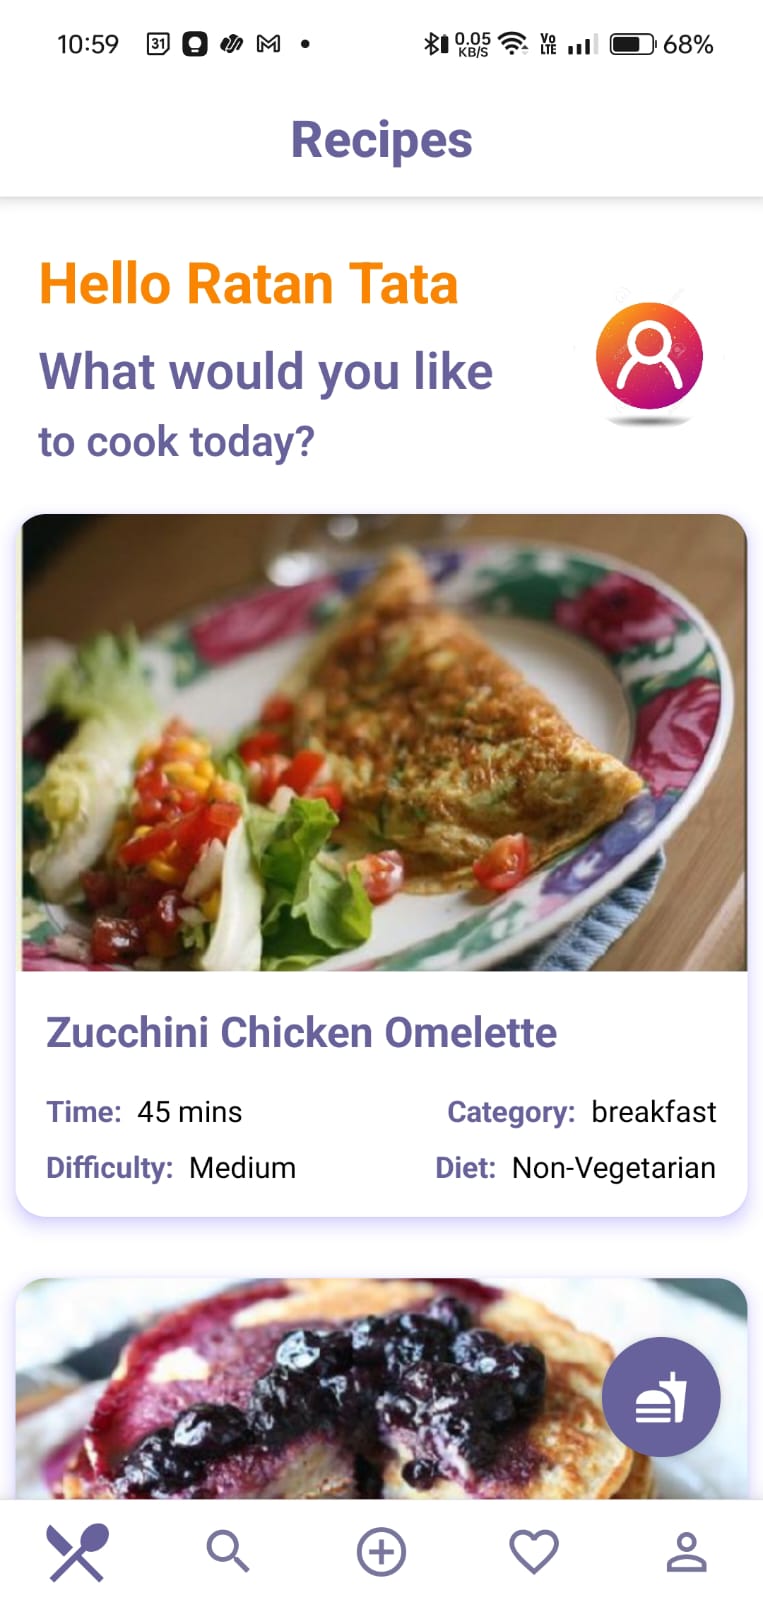 10:59 31 0.05 KB/S Vo LTE 68%
Recipes
Hello Ratan Tata
What would you like
to cook today?
Zucchini Chicken Omelette
Time: 45 mins Category: breakfast
Difficulty: Medium Diet: Non-Vegetarian